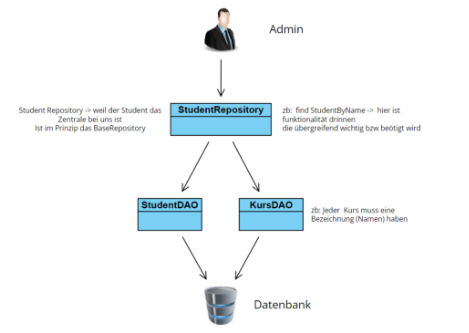 Admin
Student Repository -> weil der Student das
Zentrale bei uns ist
Ist im Prinzip das BaseRepository
StudentRepository
zb: find StudentByName -> hier ist
funktionalität drinnen
die übergreifend wichtig bzw beötigt wird
StudentDAO
KursDAO
zb: Jeder Kurs muss eine
Bezeichnung (Namen) haben
Datenbank